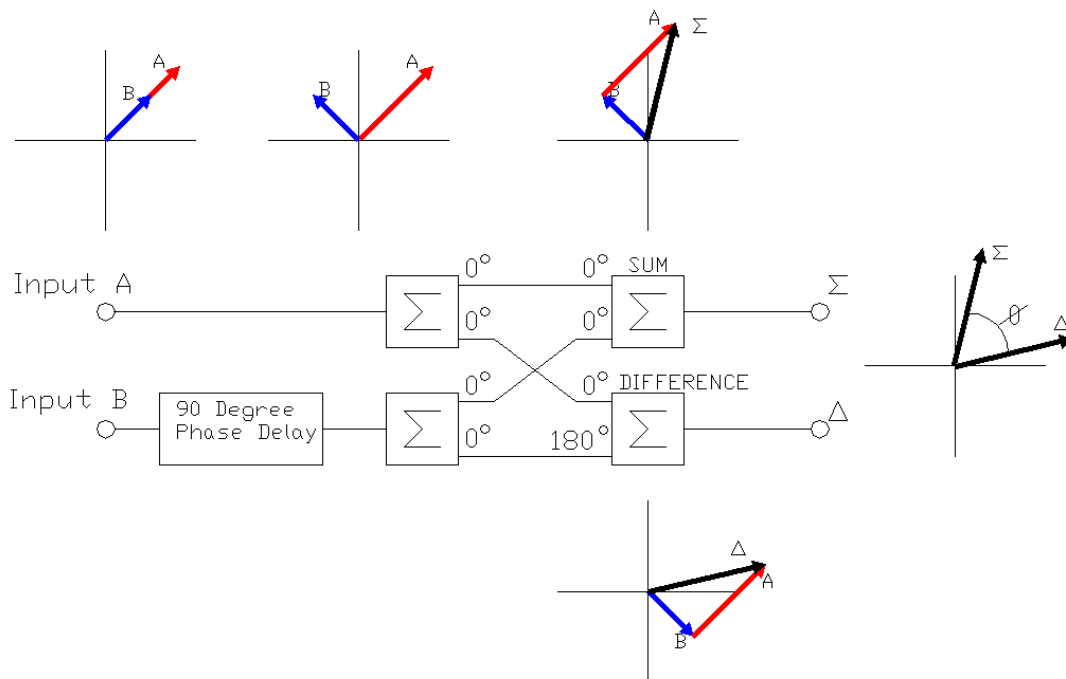 A
B
B
A
A
Σ
B
Input A
0°
0°
SUM
Σ
Σ
Σ
Σ
0°
0°
Σ
Ø
Δ
Input B
90 Degree
Phase Delay
0°
0°
DIFFERENCE
Σ
Σ
Δ
0°
180°
Δ
A
B